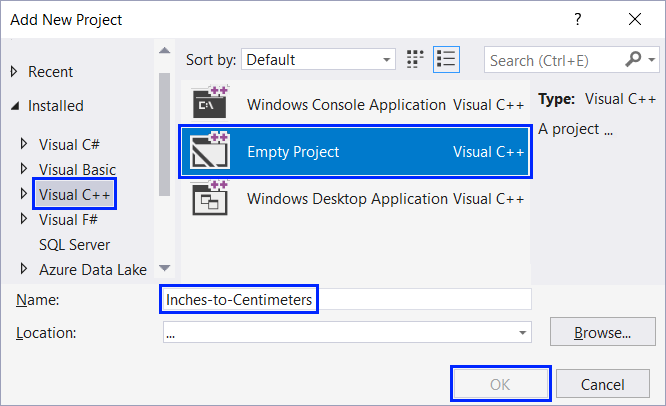 Add New Project
?
Recent
Installed
Visual C#
Visual Basic
Visual C++
Visual F#
SQL Server
Azure Data Lake
Sort by: Default
Search (Ctrl+E)
Windows Console Application Visual C++
Empty Project Visual C++
Windows Desktop Application Visual C++
Type: Visual C++
A project ...
Name: Inches-to-Centimeters
Location: ...
Browse...
OK Cancel